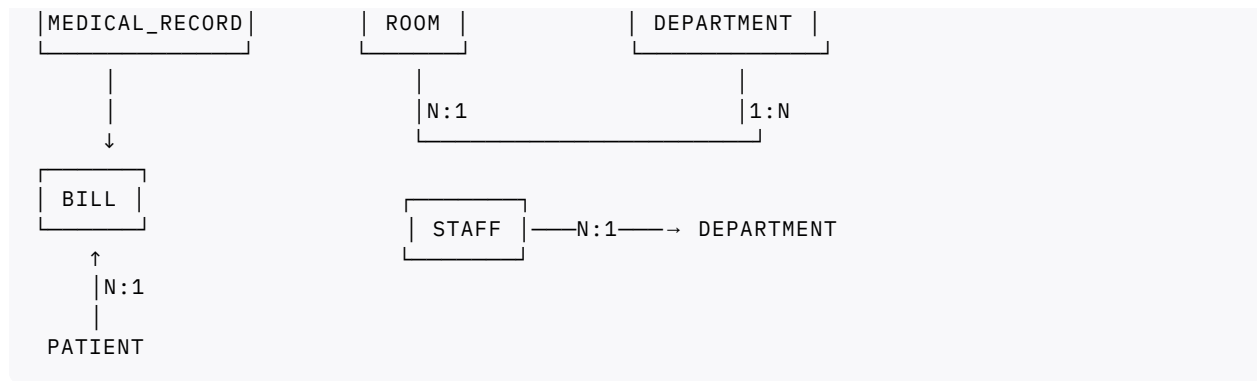 MEDICAL_RECORD ROOM DEPARTMENT
N:1 1:N
BILL
STAFF N:1 → DEPARTMENT
N:1
PATIENT